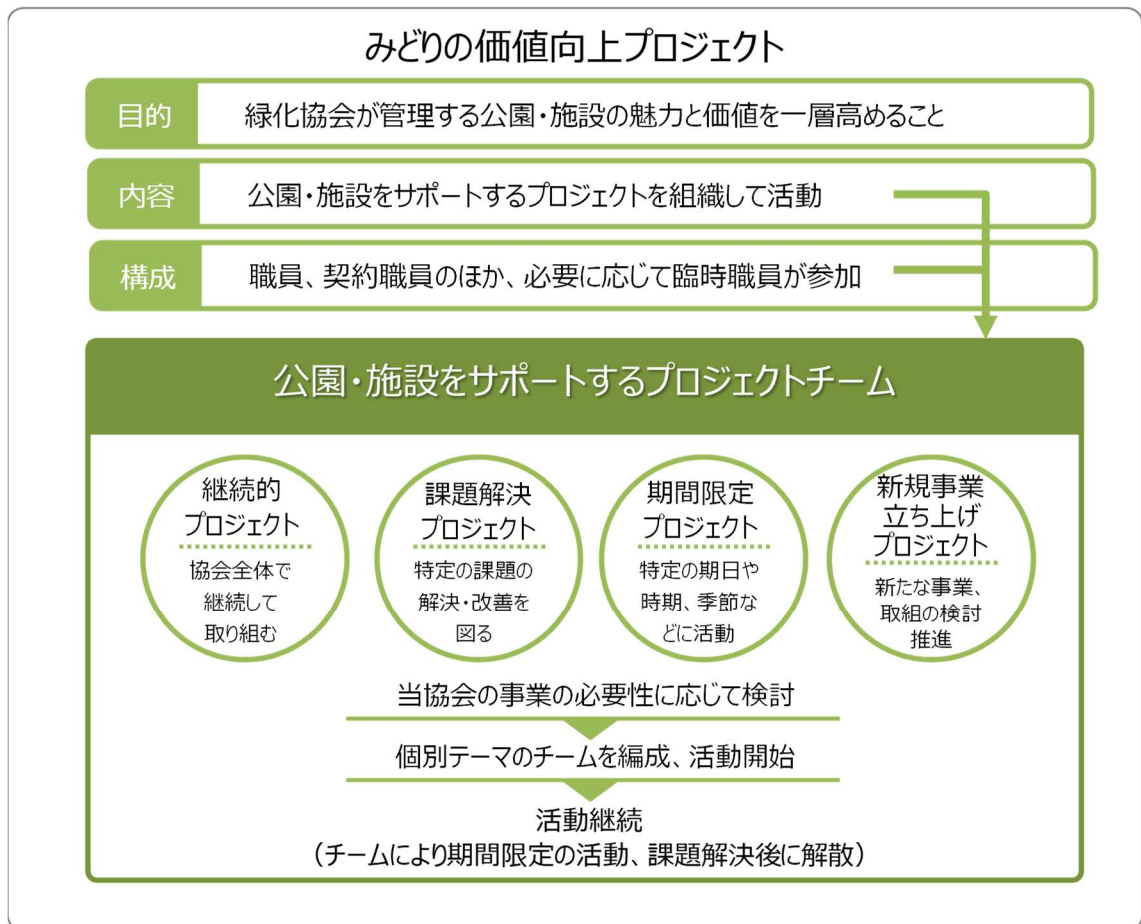 みどりの価値向上プロジェクト
目的
緑化協会が管理する公園・施設の魅力と価値を一層高めること
内容
公園・施設をサポートするプロジェクトを組織して活動
構成
職員、契約職員のほか、必要に応じて臨時職員が参加
公園・施設をサポートするプロジェクトチーム
継続的
プロジェクト
協会全体で
継続して
取り組む
課題解決
プロジェクト
特定の課題の
解決・改善を
図る
期間限定
プロジェクト
特定の期日や
時期、季節な
どに活動
新規事業
立ち上げ
プロジェクト
新たな事業、
取組の検討
推進
当協会の事業の必要性に応じて検討
個別テーマのチームを編成、活動開始
活動継続
（チームにより期間限定の活動、課題解決後に解散）